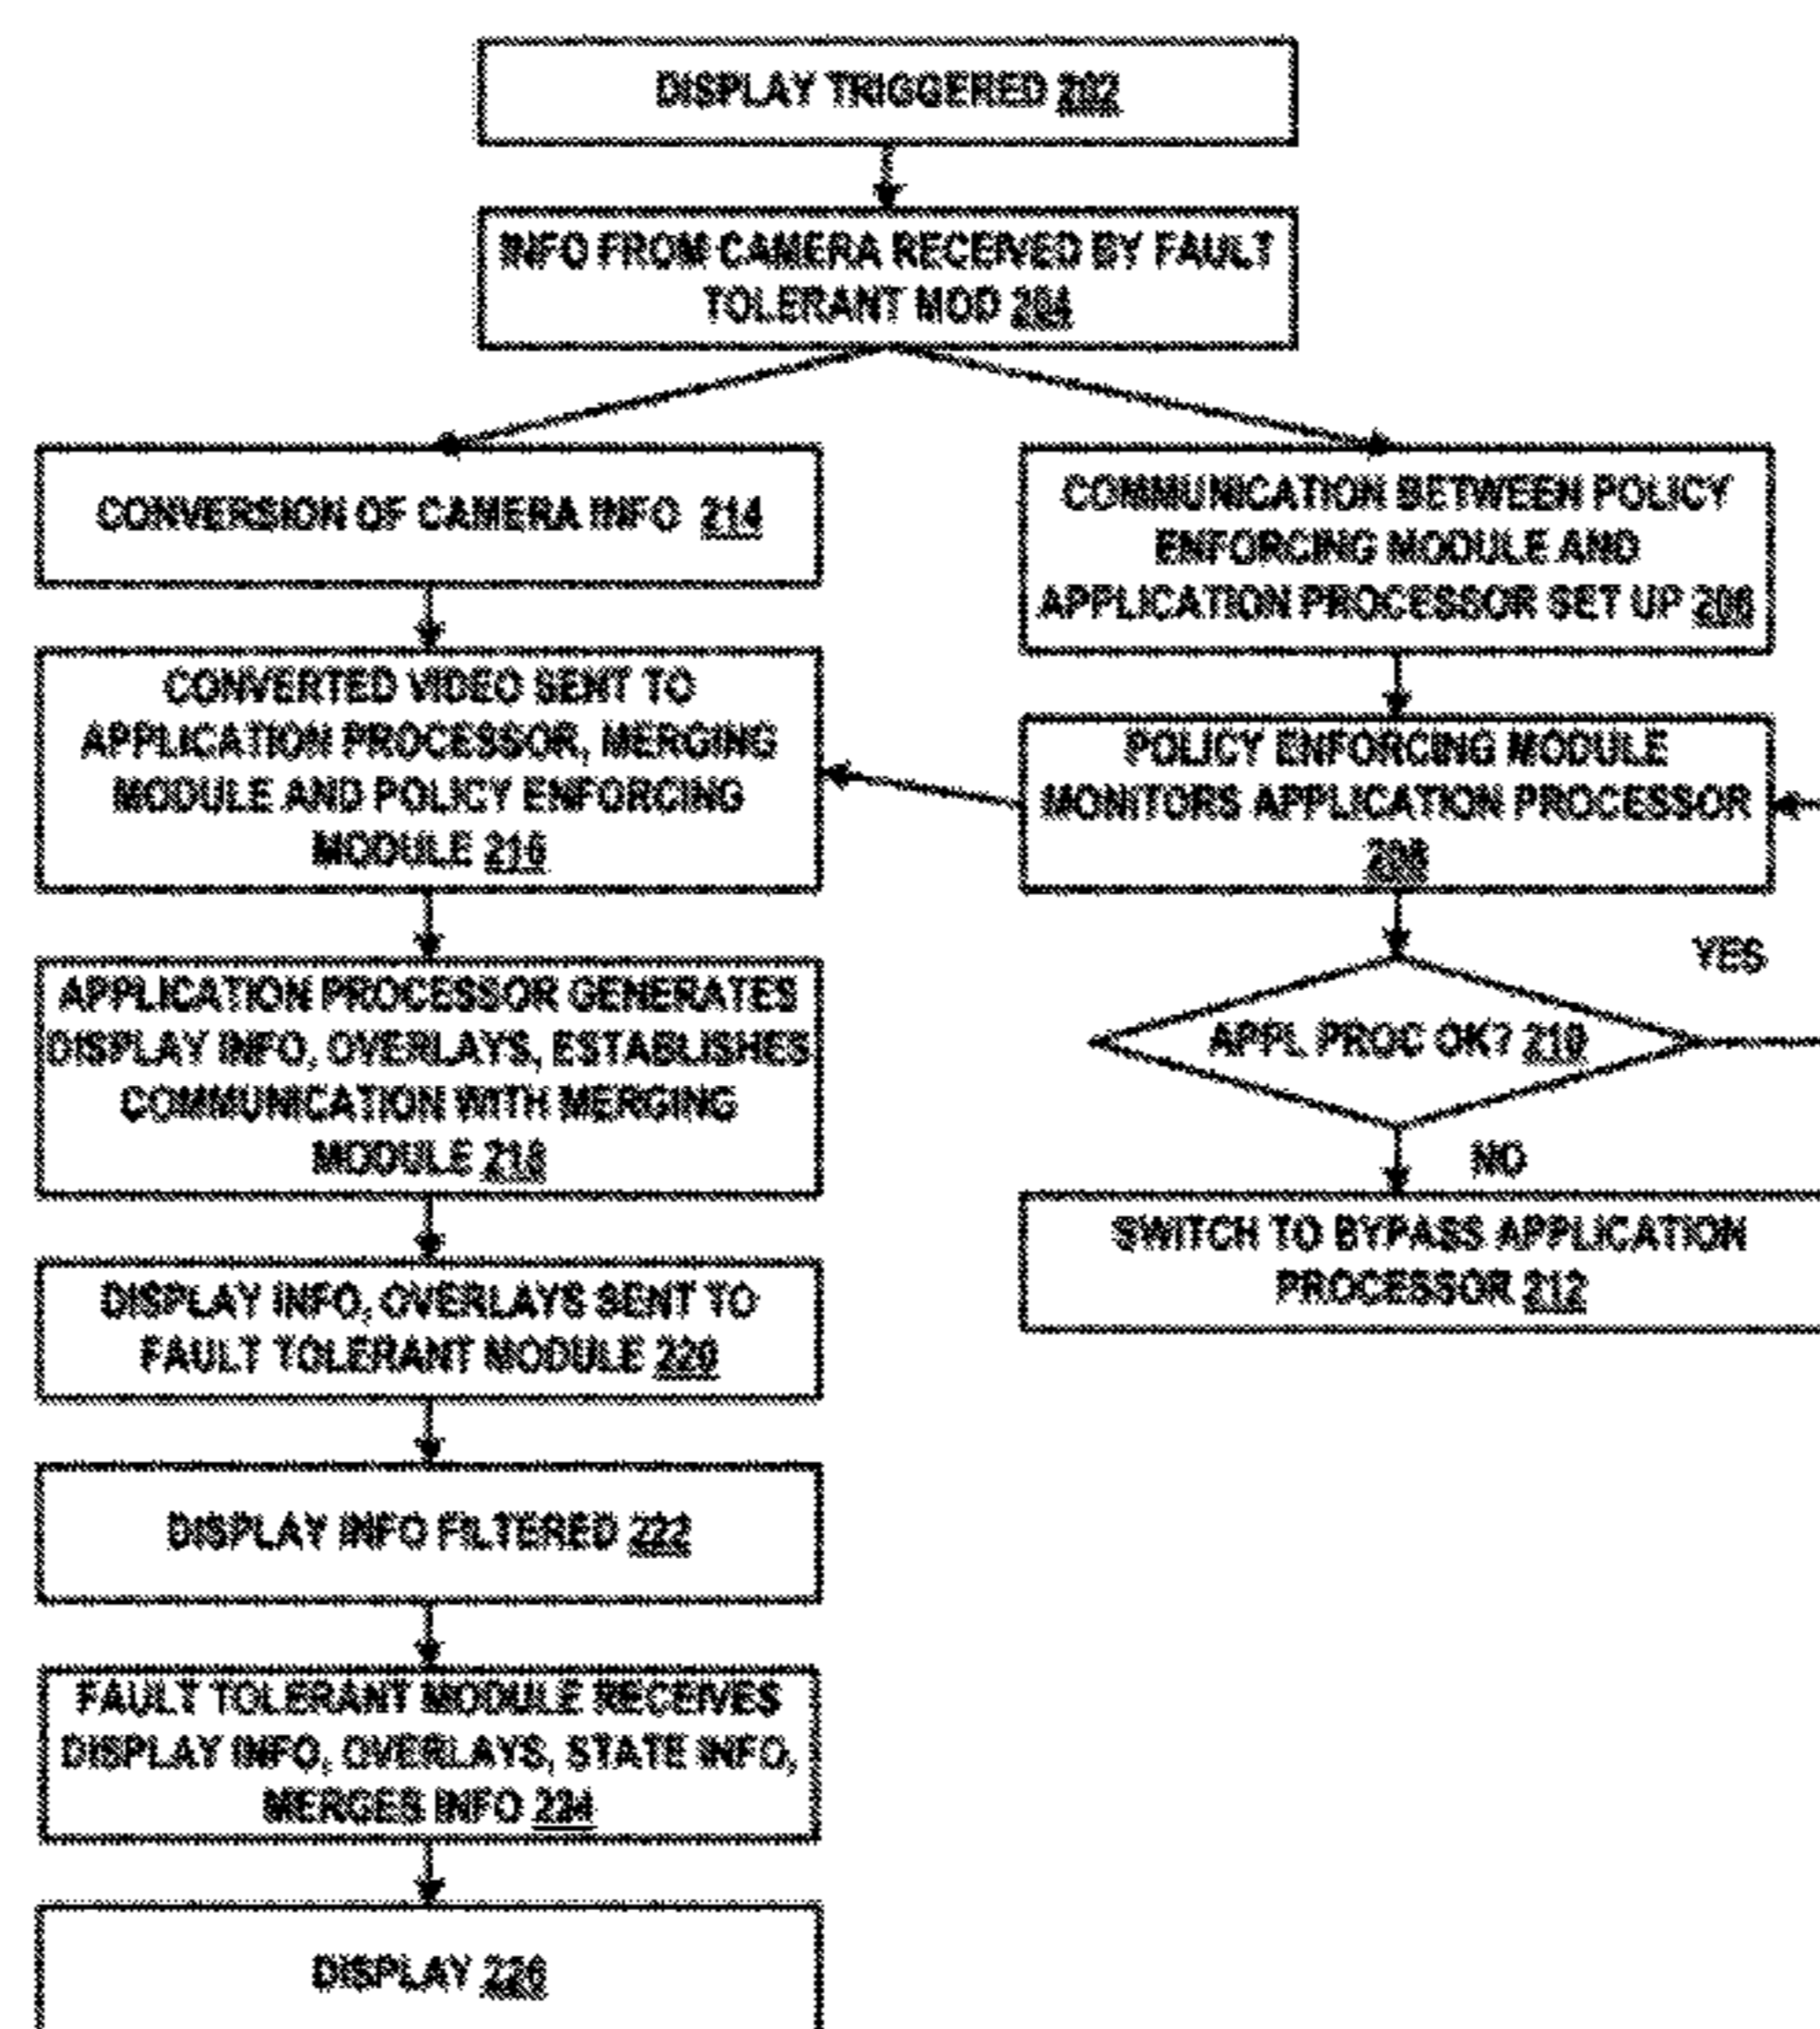 DISPLAY TRIGGERED 202
INFO FROM CAMERA RECEIVED BY FAULT
TOLERANT MOD 204
CONVERSION OF CAMERA INFO 214
COMMUNICATION BETWEEN POLICY
ENFORCING MODULE AND
APPLICATION PROCESSOR SET UP 206
CONVERTED VIDEO SENT TO
APPLICATION PROCESSOR, MERGING
MODULE AND POLICY ENFORCING
MODULE 216
POLICY ENFORCING MODULE
MONITORS APPLICATION PROCESSOR
208
APPLICATION PROCESSOR GENERATES
DISPLAY INFO, OVERLAYS, ESTABLISHES
COMMUNICATION WITH MERGING
MODULE 218
YES
APPL PROC OK? 210
NO
SWITCH TO BYPASS APPLICATION
PROCESSOR 212
DISPLAY INFO, OVERLAYS SENT TO
FAULT TOLERANT MODULE 220
DISPLAY INFO FILTERED 222
FAULT TOLERANT MODULE RECEIVES
DISPLAY INFO, OVERLAYS, STATE INFO,
MERGES INFO 224
DISPLAY 226